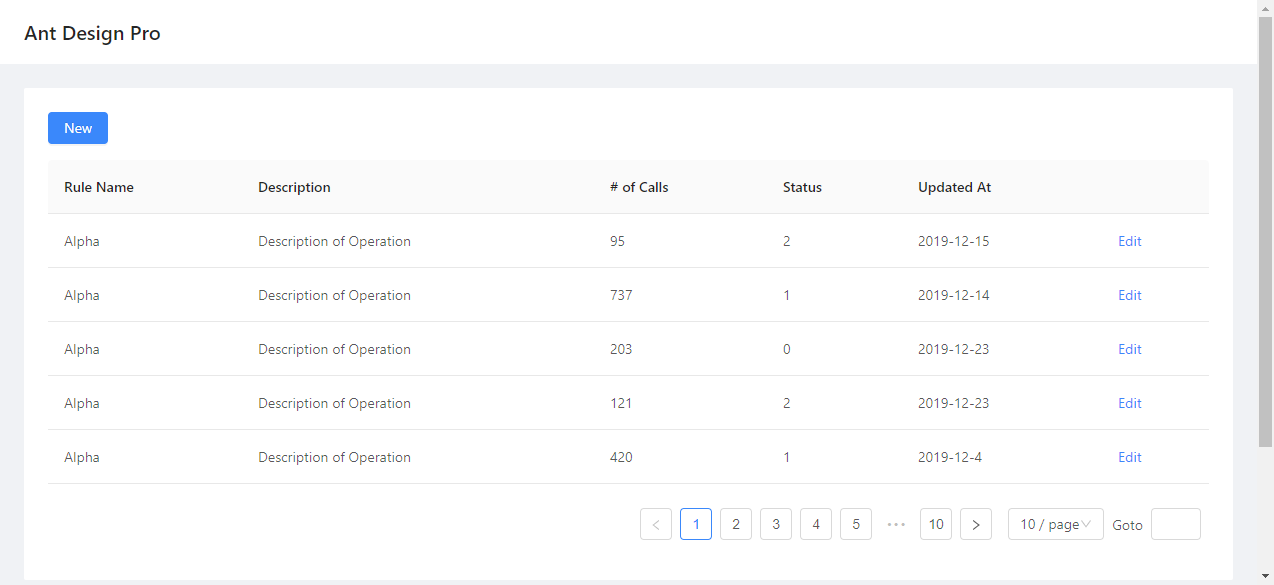 Ant Design Pro
New
Rule Name Description # of Calls Status Updated At
Alpha Description of Operation 95 2 2019-12-15 Edit
Alpha Description of Operation 737 1 2019-12-14 Edit
Alpha Description of Operation 203 0 2019-12-23 Edit
Alpha Description of Operation 121 2 2019-12-23 Edit
Alpha Description of Operation 420 1 2019-12-4 Edit
< 1 2 3 4 5 ••• 10 > 10 / page Goto